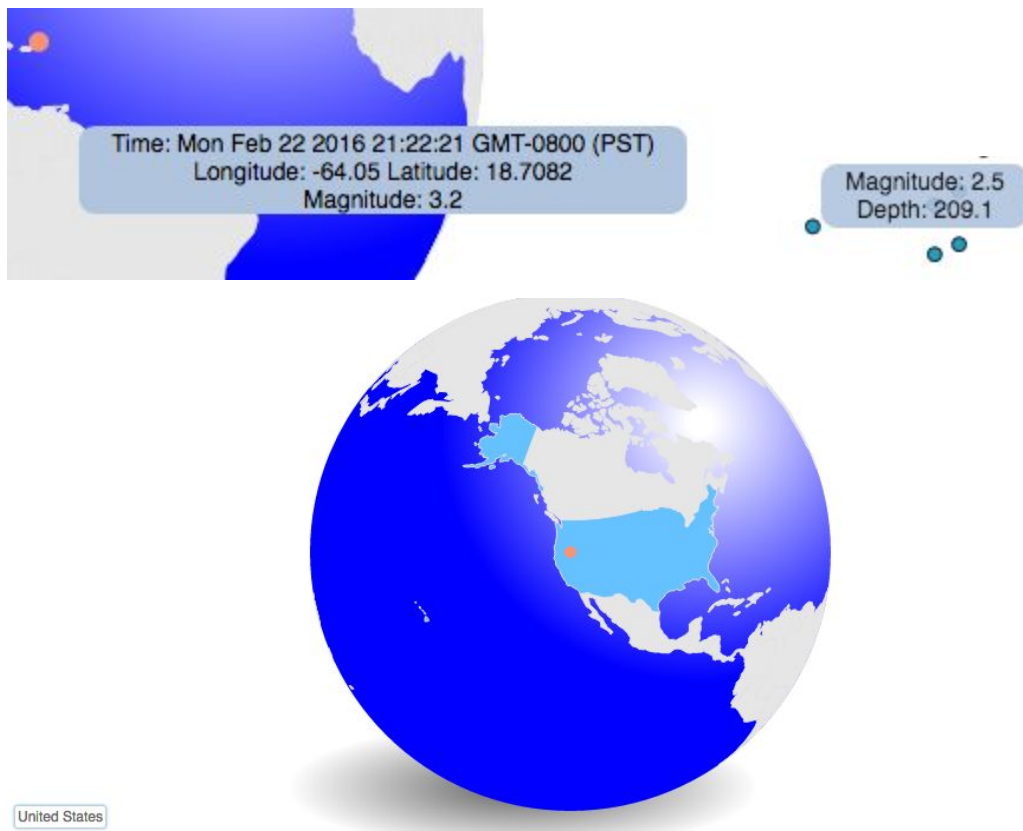 Time: Mon Feb 22 2016 21:22:21 GMT-0800 (PST)
Longitude: -64.05 Latitude: 18.7082
Magnitude: 3.2
Magnitude: 2.5
Depth: 209.1
United States